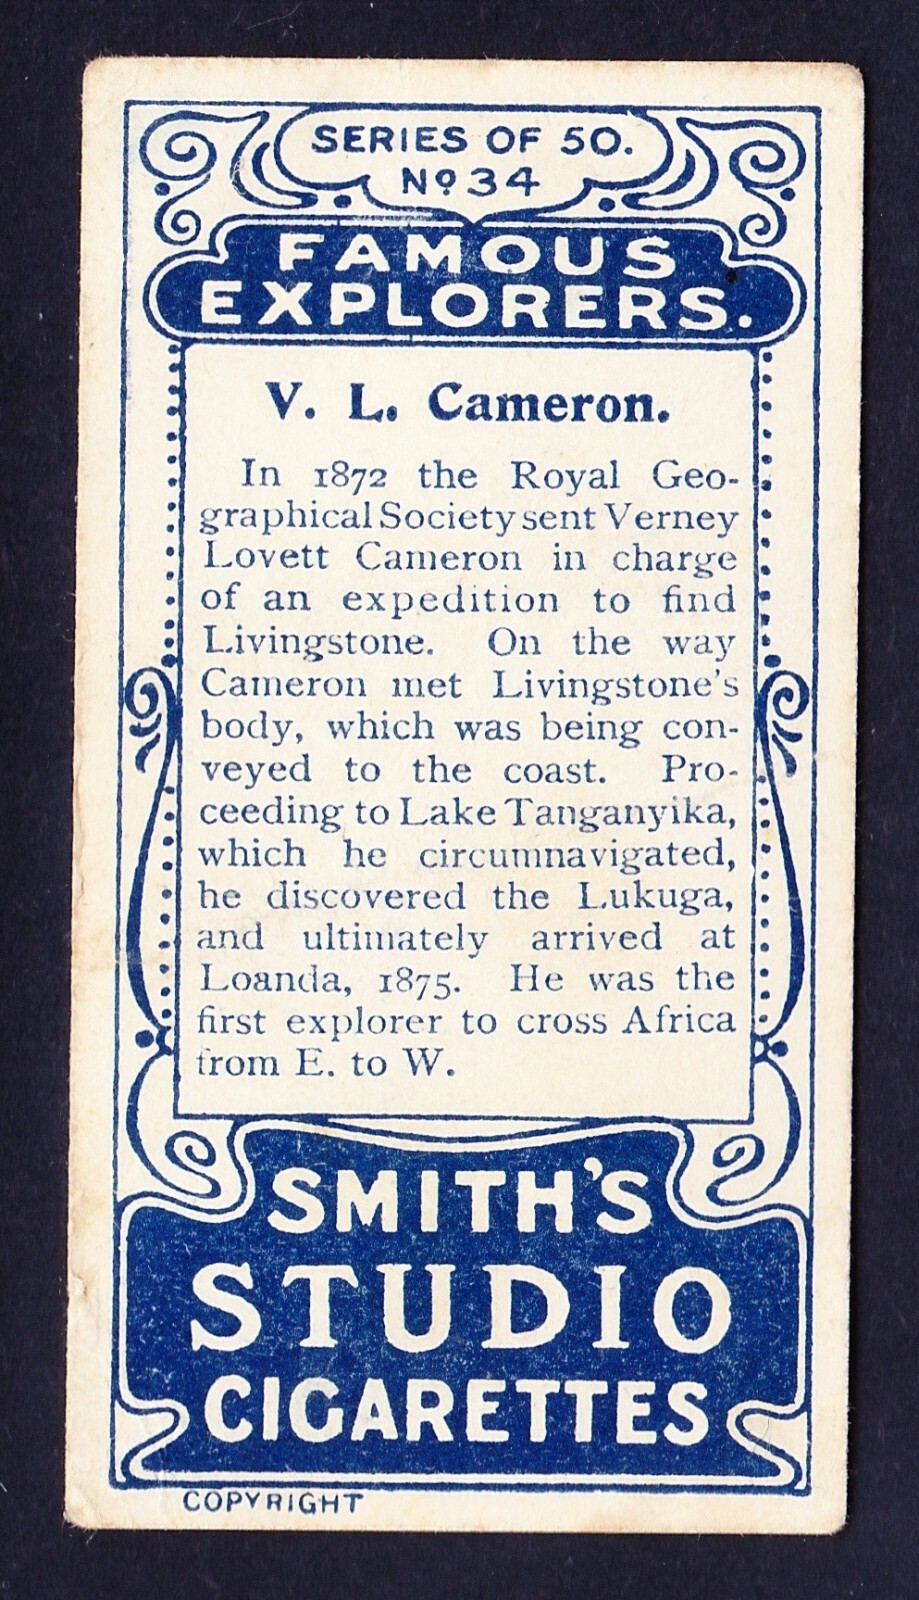 SERIES OF 50.
No 34
FAMOUS
EXPLORERS.
V. L. Cameron.
In 1872 the Royal Geo-
graphical Society sent Verney
Lovett Cameron in charge
of an expedition to find
Livingstone. On the way
Cameron met Livingstone's
body, which was being con-
veyed to the coast. Pro-
ceeding to Lake Tanganyika,
which he circumnavigated,
he discovered the Lukuga,
and ultimately arrived at
Loanda, 1875. He was the
first explorer to cross Africa
from E. to W.
SMITH'S
STUDIO
CIGARETTES
COPYRIGHT